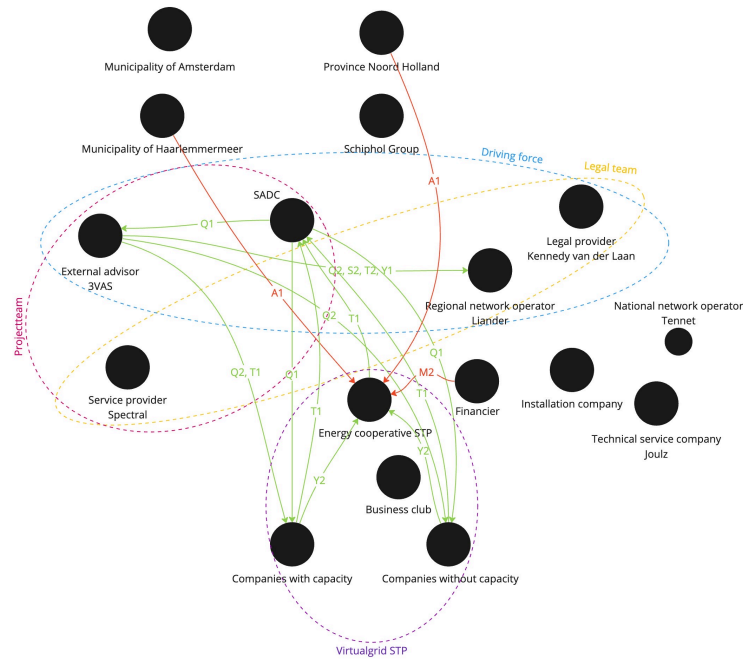 Municipality of Amsterdam
Province Noord Holland
Municipality of Haarlemmermeer
Schiphol Group
Driving force
Legal team
A1
SADC
Q1
Legal provider
Kennedy van der Laan
External advisor
3VAS
Q2, S2, T2, Y1
Regional network operator
Liander
National network operator
Tennet
A1
Q2
T1
Projectteam
Q1
Q2, T1
Q1
M2
T1
Service provider
Spectral
Financier
Installation company
T1
Energy cooperative STP
Technical service company
Joulz
Y2
Y2
Business club
Companies with capacity
Companies without capacity
Virtualgrid STP